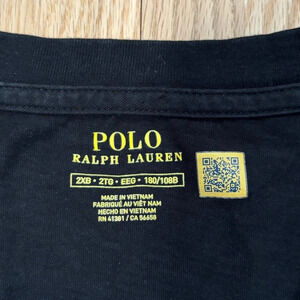 POLO
RALPH LAUREN
2XB • 2TG • EEG • 180/108B
MADE IN VIETNAM
FABRIQUÉ AU VIÊT NAM
HECHO EN VIETNAM
RN 41381 / CA 56658